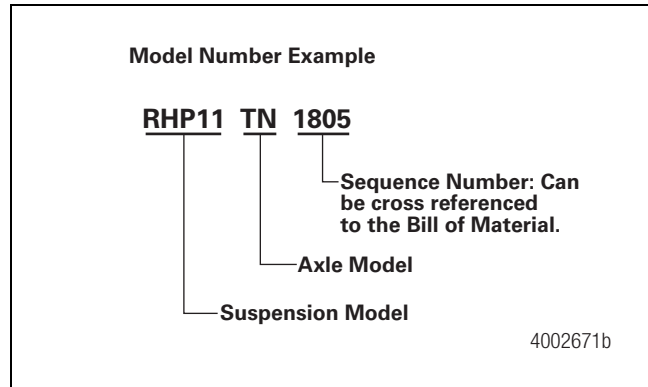 Model Number Example
RHP11 TN 1805
Sequence Number: Can
be cross referenced
to the Bill of Material.
Axle Model
Suspension Model
4002671b